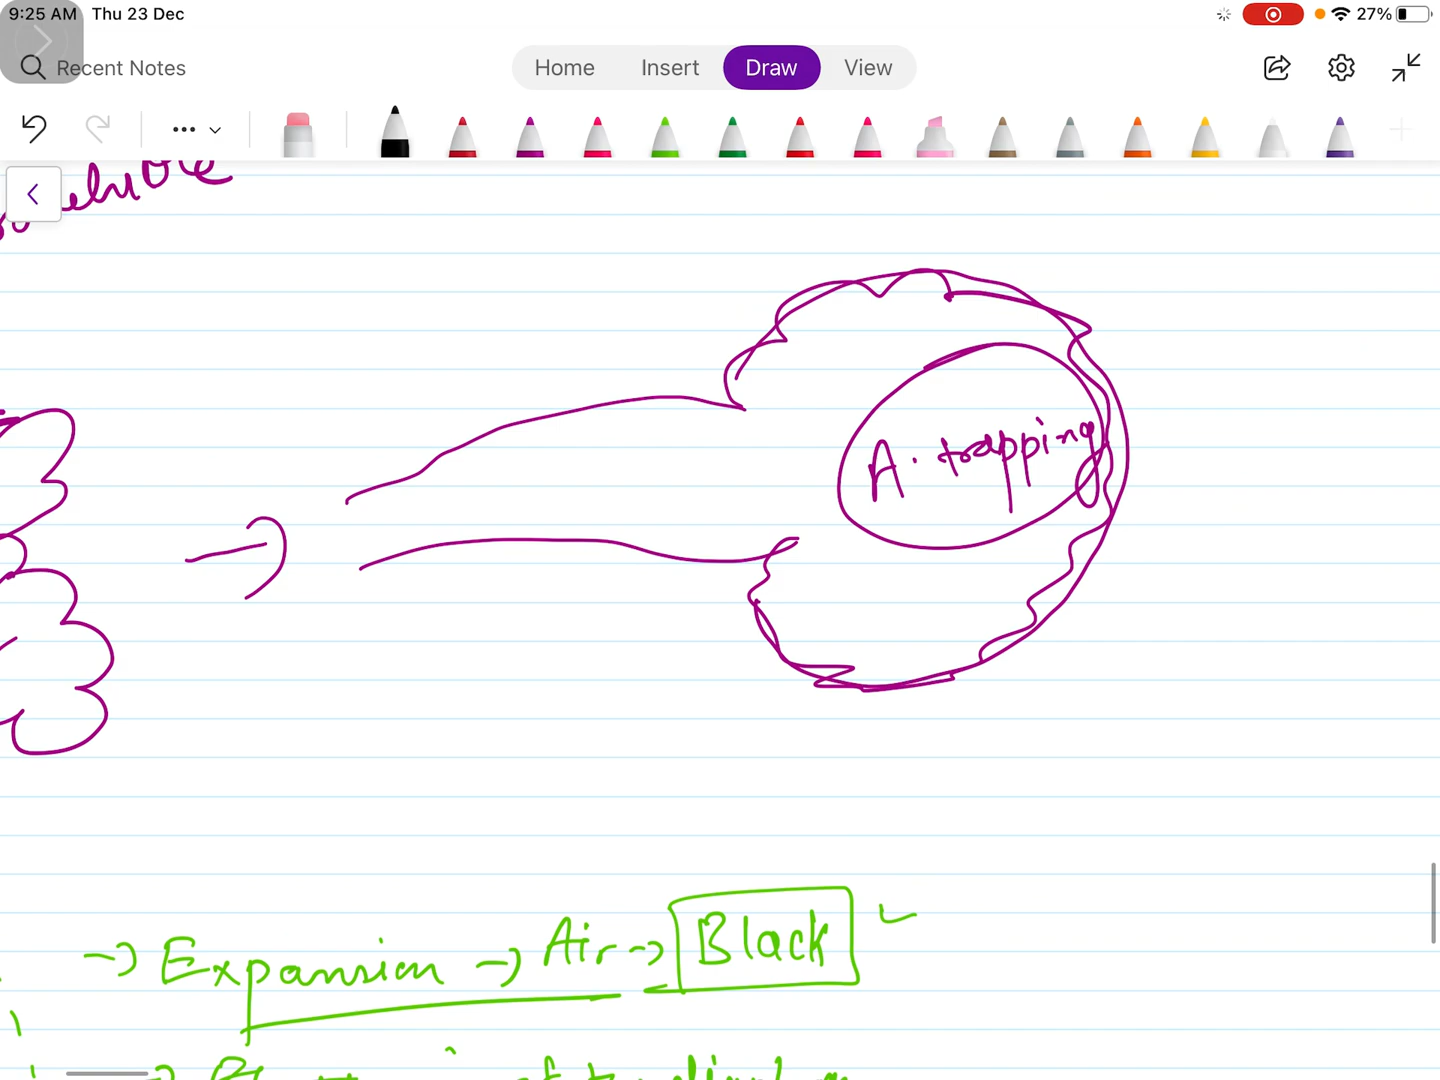 9:25 AM Thu 23 Dec 27%
Recent Notes Home Insert Draw View
A. trapping
→ Expansion → Air → Black ✓